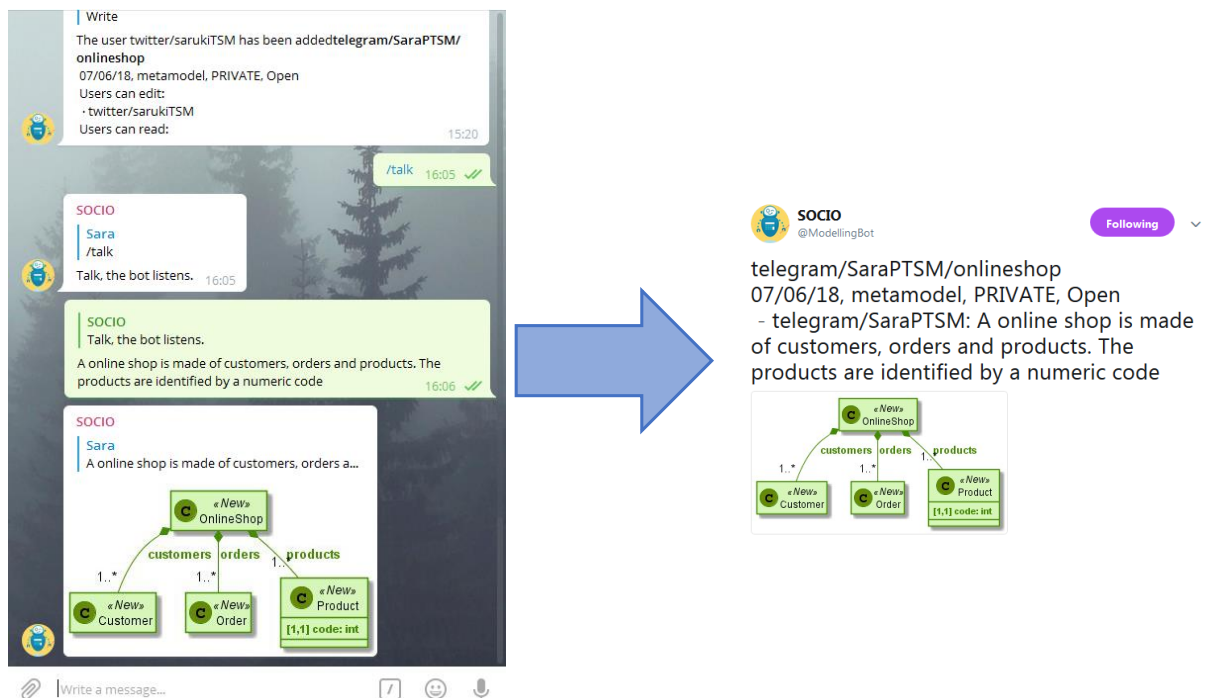 Write
The user twitter/sarukiTSM has been addedtelegram/SaraPTSM/
onlineshop
07/06/18, metamodel, PRIVATE, Open
Users can edit:
· twitter/sarukiTSM
Users can read:
15:20
/talk 16:05
SOCIO
Sara
/talk
Talk, the bot listens. 16:05
SOCIO
Talk, the bot listens.
A online shop is made of customers, orders and products. The
products are identified by a numeric code
16:06
SOCIO
Sara
A online shop is made of customers, orders a...
«New»
C OnlineShop
customers orders products
1..* 1..* 1..*
«New»
C Customer
«New»
C Order
«New»
C Product
[1,1] code: int
Write a message...
/
SOCIO
@ModellingBot
Following
telegram/SaraPTSM/onlineshop
07/06/18, metamodel, PRIVATE, Open
- telegram/SaraPTSM: A online shop is made
of customers, orders and products. The
products are identified by a numeric code
«New»
C OnlineShop
customers orders products
1..* 1..* 1..*
«New»
C Customer
«New»
C Order
«New»
C Product
[1,1] code: int